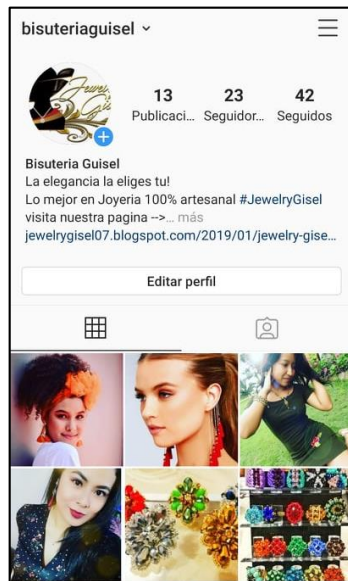 bisuteriaguisel
13 23 42
Publicaci... Seguidor... Seguidos
Bisuteria Guisel
La elegancia la eliges tu!
Lo mejor en Joyeria 100% artesanal #JewelryGisel
visita nuestra pagina -->... más
jewelrygisel07.blogspot.com/2019/01/jewelry-gise...
Editar perfil